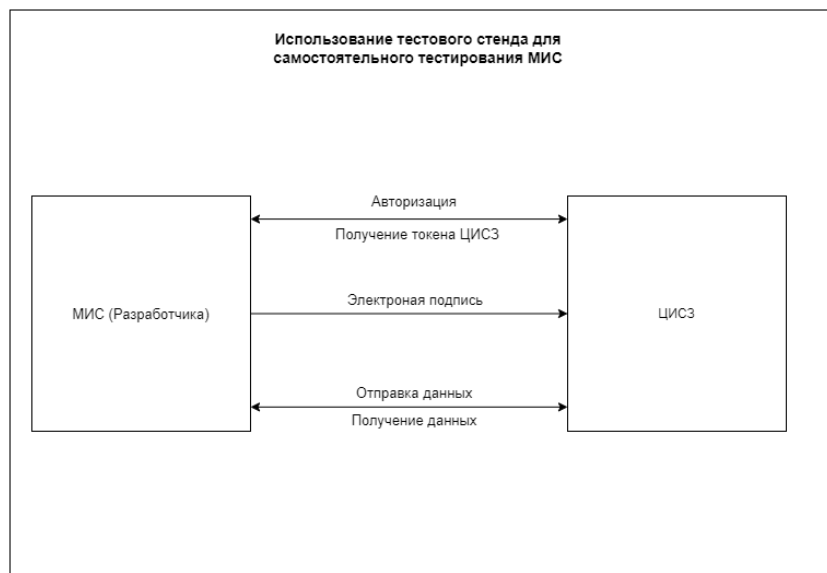 Использование тестового стенда для
самостоятельного тестирования МИС
Авторизация
Получение токена ЦИСЗ
МИС (Разработчика)
Электроная подпись
ЦИСЗ
Отправка данных
Получение данных